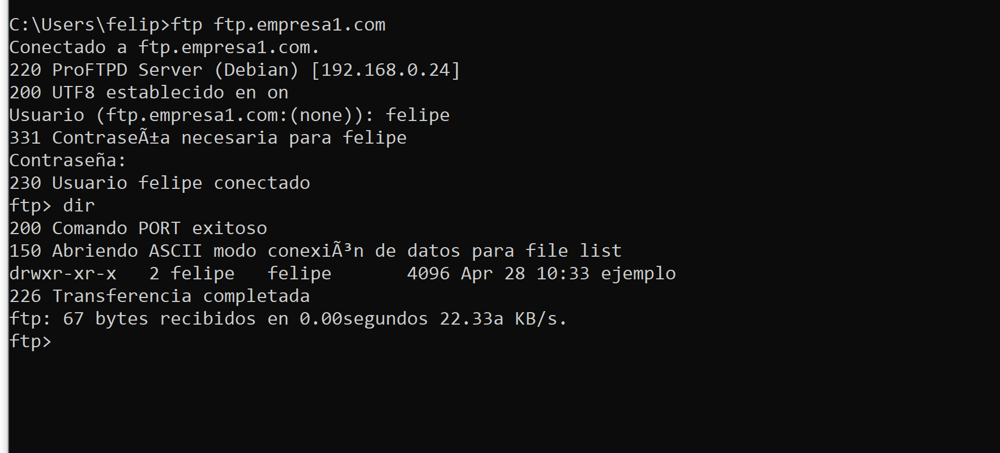 C:\Users\felip>ftp ftp.empresa1.com
Conectado a ftp.empresa1.com.
220 ProFTPD Server (Debian) [192.168.0.24]
200 UTF8 establecido en on
Usuario (ftp.empresa1.com:(none)): felipe
331 ContraseÃ±a necesaria para felipe
Contraseña:
230 Usuario felipe conectado
ftp> dir
200 Comando PORT exitoso
150 Abriendo ASCII modo conexiÃ³n de datos para file list
drwxr-xr-x   2 felipe   felipe       4096 Apr 28 10:33 ejemplo
226 Transferencia completada
ftp: 67 bytes recibidos en 0.00segundos 22.33a KB/s.
ftp>